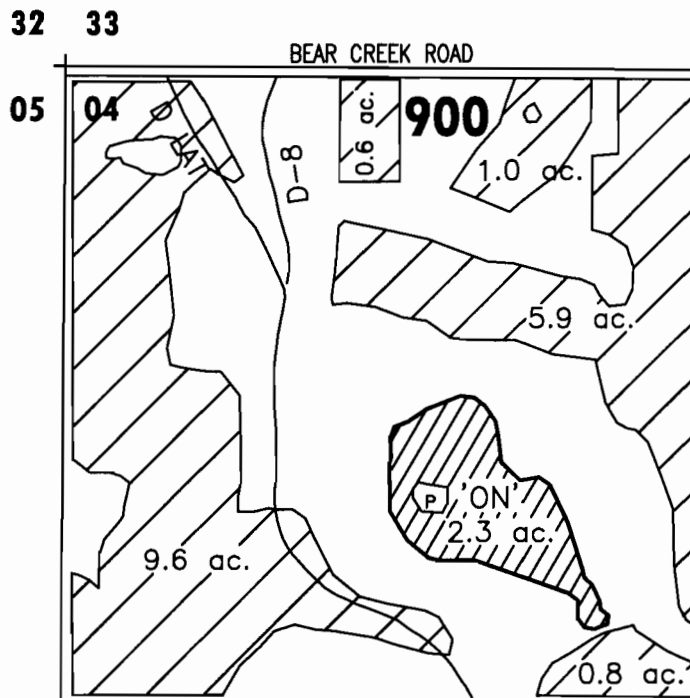 32 33
BEAR CREEK ROAD
05 04
900
0.6 ac.
1.0 ac.
D-8
5.9 ac.
P 'ON'
2.3 ac.
9.6 ac.
0.8 ac.